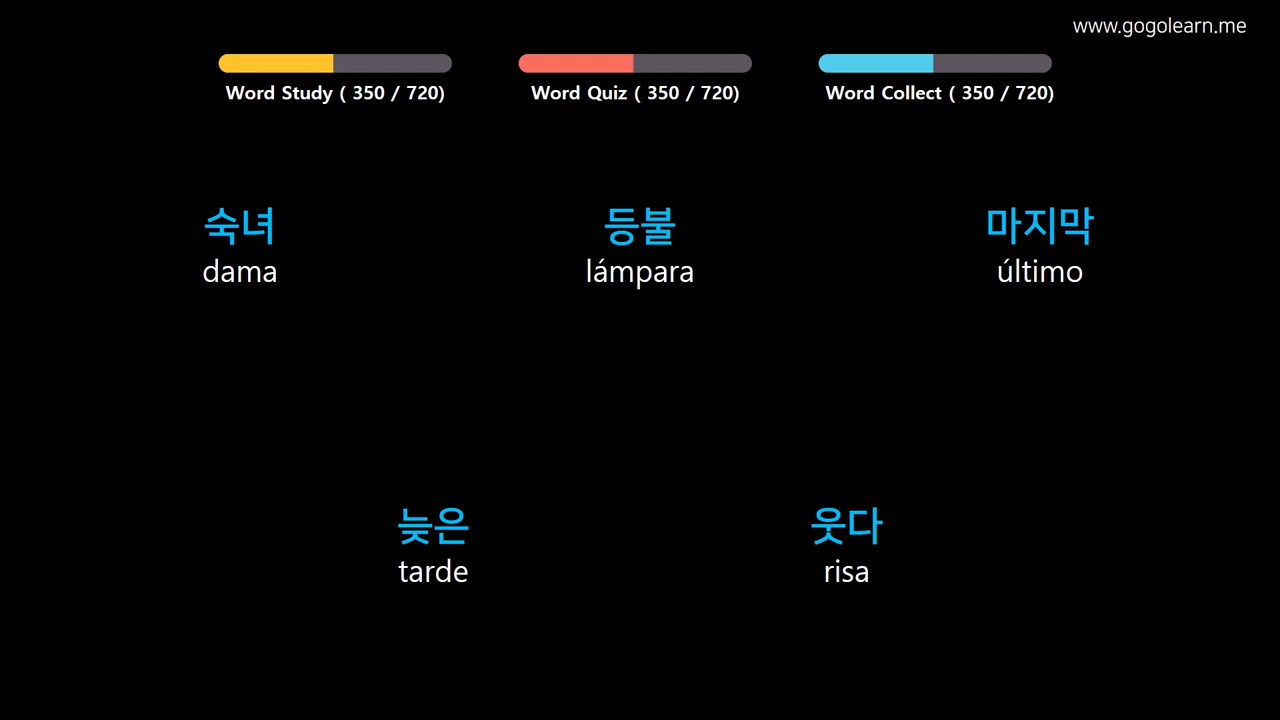 www.gogolearn.me
Word Study ( 350 / 720)
Word Quiz ( 350 / 720)
Word Collect ( 350 / 720)
숙녀
dama
등불
lámpara
마지막
último
늦은
tarde
웃다
risa